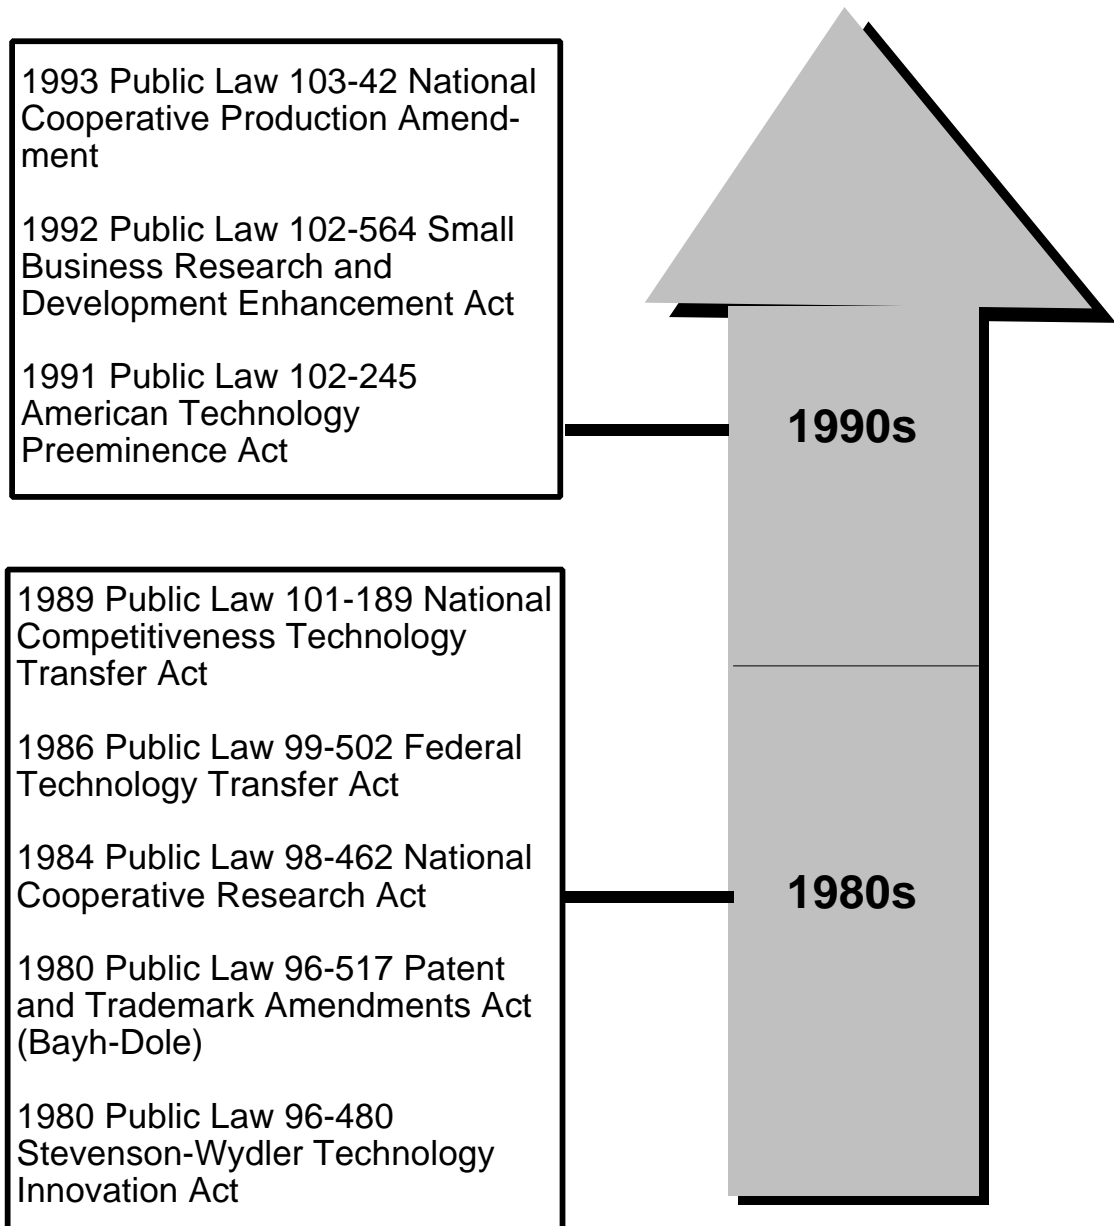 1993 Public Law 103-42 National
Cooperative Production Amend-
ment
1992 Public Law 102-564 Small
Business Research and
Development Enhancement Act
1991 Public Law 102-245
American Technology
Preeminence Act
1990s
1989 Public Law 101-189 National
Competitiveness Technology
Transfer Act
1986 Public Law 99-502 Federal
Technology Transfer Act
1984 Public Law 98-462 National
Cooperative Research Act
1980 Public Law 96-517 Patent
and Trademark Amendments Act
(Bayh-Dole)
1980 Public Law 96-480
Stevenson-Wydler Technology
Innovation Act
1980s